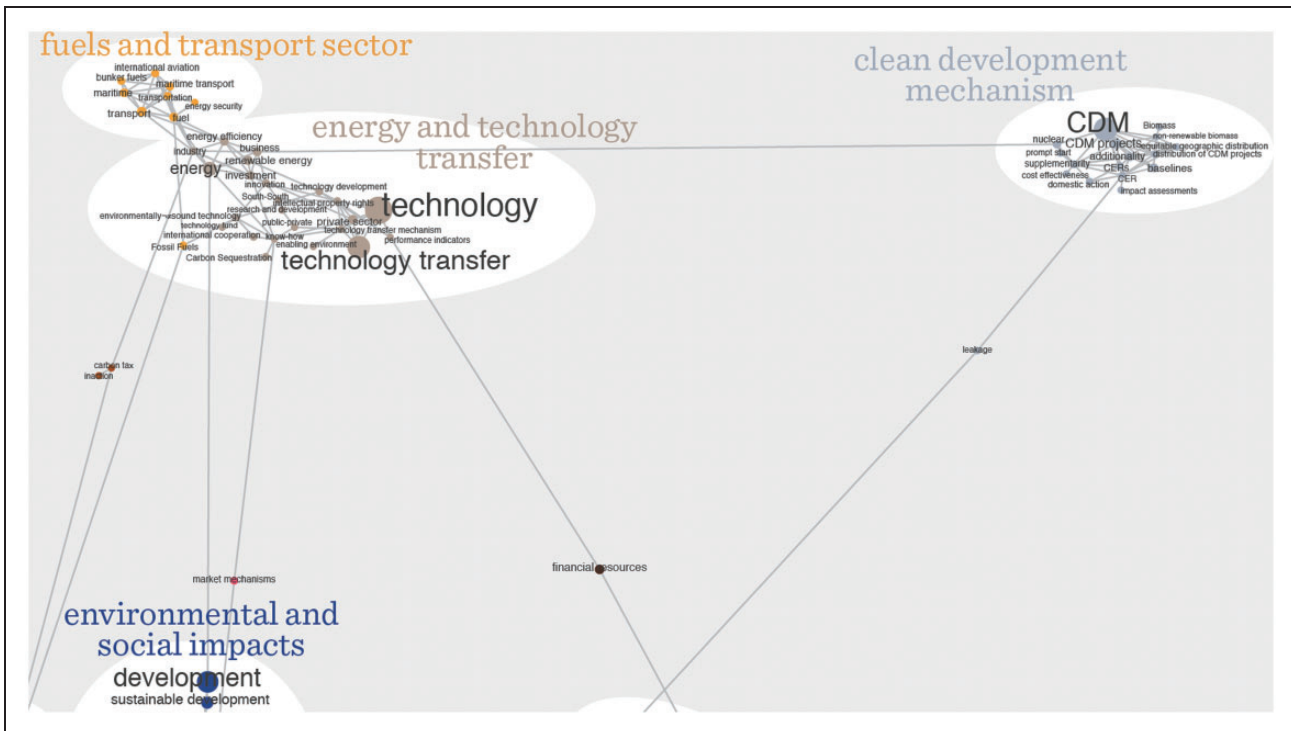 fuels and transport sector
international aviation
bunker fuels
maritime transport
maritime
transportation
energy security
transport
fuel
clean development
mechanism
CDM
Biomass
nuclear
CDM projects
non-renewable biomass
equitable geographic distribution
prompt start
additionality
distribution of CDM projects
supplementarity
CERs
baselines
cost effectiveness
CER
domestic action
impact assessments
energy and technology
transfer
energy efficiency
business
industry
renewable energy
energy
investment
innovation
technology development
South-South
intellectual property rights
technology
research and development
environmentally-sound technology
public-private
private sector
technology fund
technology transfer mechanism
international cooperation
know-how
performance indicators
Fossil Fuels
enabling environment
Carbon Sequestration
technology transfer
leakage
carbon tax
inaction
financial resources
market mechanisms
environmental and
social impacts
development
sustainable development